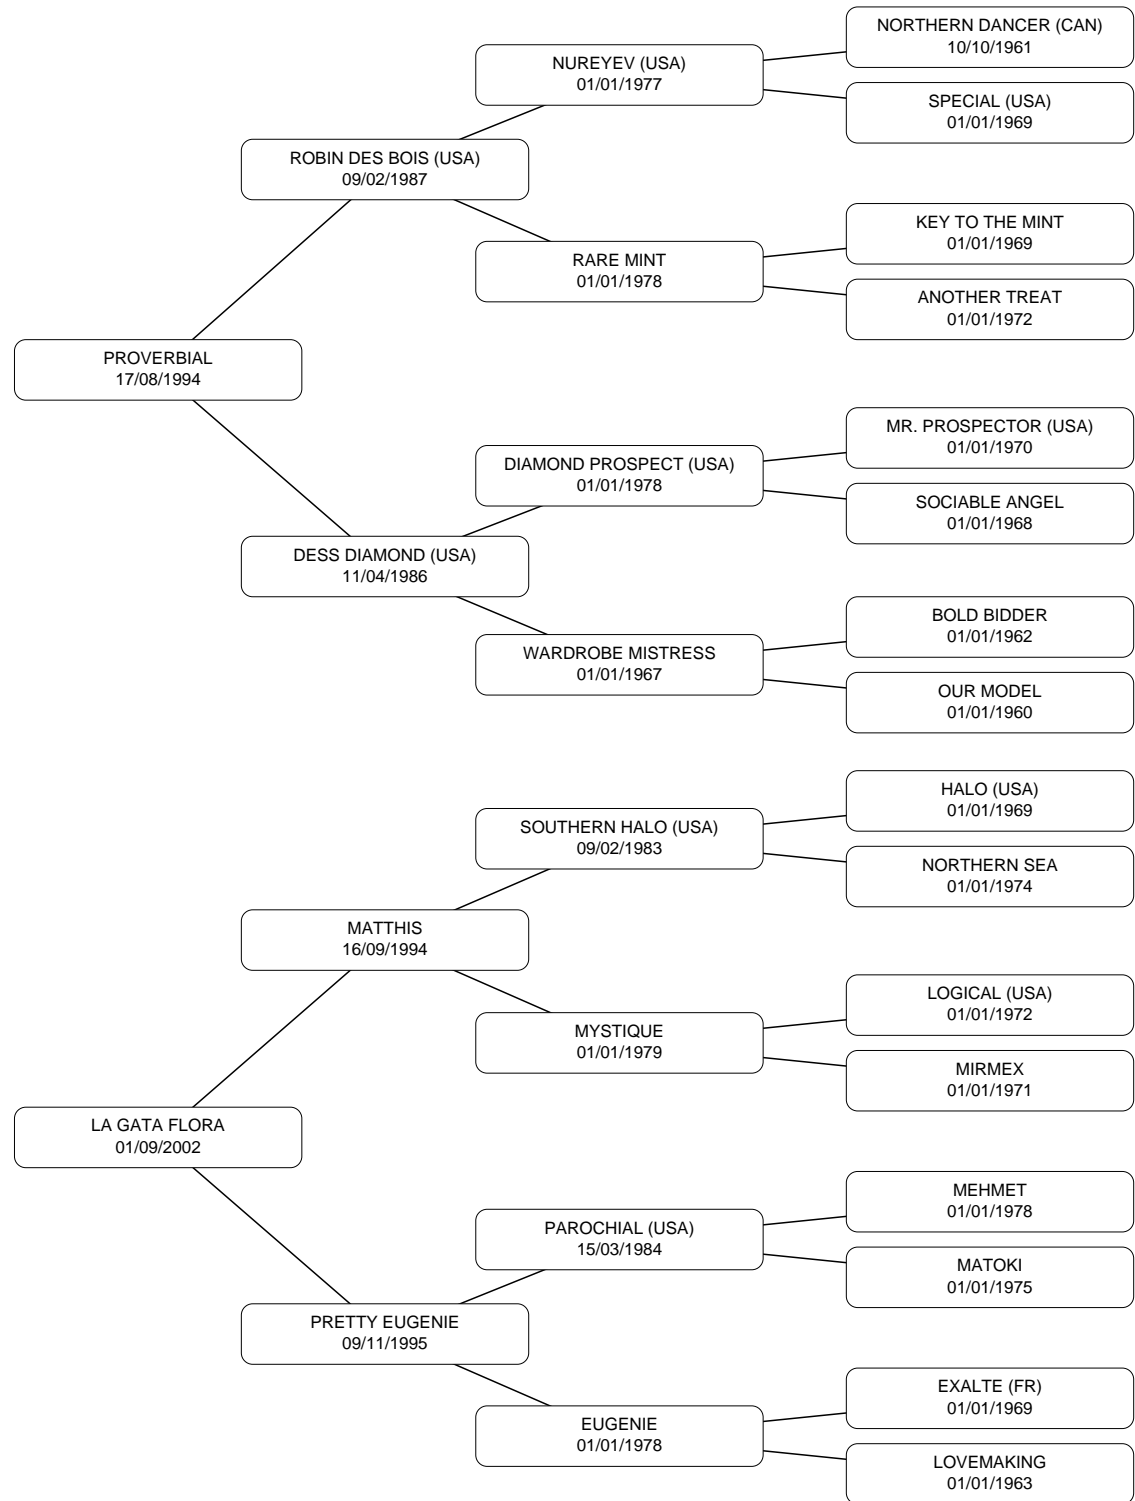 NORTHERN DANCER (CAN)
10/10/1961
NUREYEV (USA)
01/01/1977
SPECIAL (USA)
01/01/1969
ROBIN DES BOIS (USA)
09/02/1987
KEY TO THE MINT
01/01/1969
RARE MINT
01/01/1978
ANOTHER TREAT
01/01/1972
PROVERBIAL
17/08/1994
MR. PROSPECTOR (USA)
01/01/1970
DIAMOND PROSPECT (USA)
01/01/1978
SOCIABLE ANGEL
01/01/1968
DESS DIAMOND (USA)
11/04/1986
BOLD BIDDER
01/01/1962
WARDROBE MISTRESS
01/01/1967
OUR MODEL
01/01/1960
HALO (USA)
01/01/1969
SOUTHERN HALO (USA)
09/02/1983
NORTHERN SEA
01/01/1974
MATTHIS
16/09/1994
LOGICAL (USA)
01/01/1972
MYSTIQUE
01/01/1979
MIRMEX
01/01/1971
LA GATA FLORA
01/09/2002
MEHMET
01/01/1978
PAROCHIAL (USA)
15/03/1984
MATOKI
01/01/1975
PRETTY EUGENIE
09/11/1995
EXALTE (FR)
01/01/1969
EUGENIE
01/01/1978
LOVEMAKING
01/01/1963